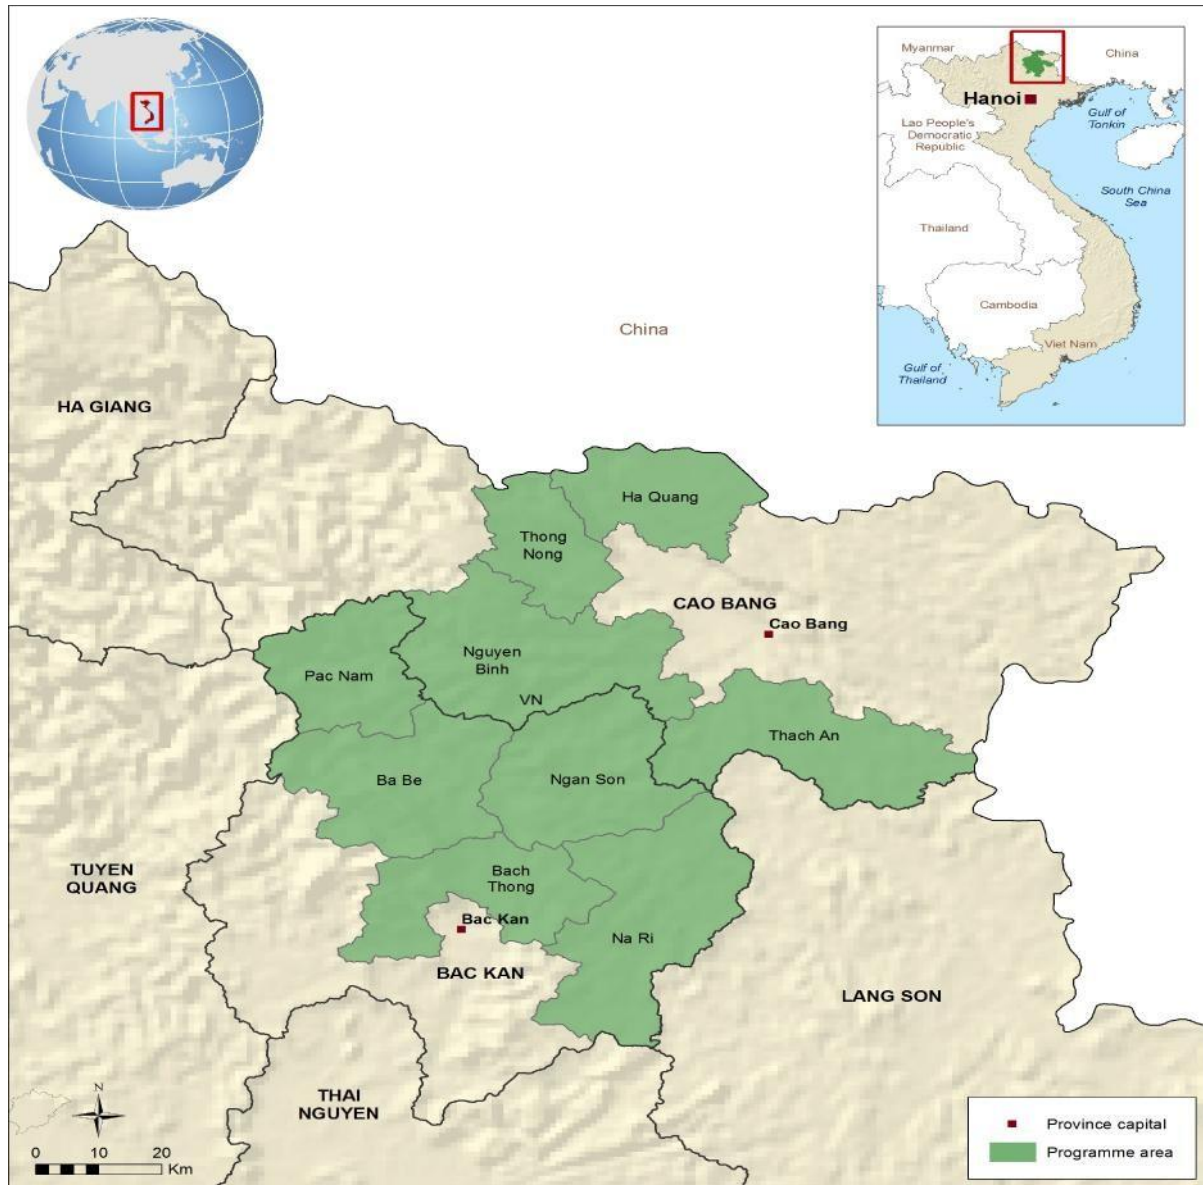 Myanmar
China
Hanoi
Lao People's
Democratic
Republic
Gulf of
Tonkin
South China
Sea
Thailand
Cambodia
Viet Nam
Gulf of
Thailand
China
HA GIANG
Ha Quang
Thong
Nong
CAO BANG
Cao Bang
Nguyen
Binh
Pac Nam
VN
Thach An
Ba Be
Ngan Son
TUYEN
QUANG
Bach
Thong
Bac Kan
Na Ri
BAC KAN
LANG SON
THAI
NGUYEN
N
0 10 20
Km
Province capital
Programme area